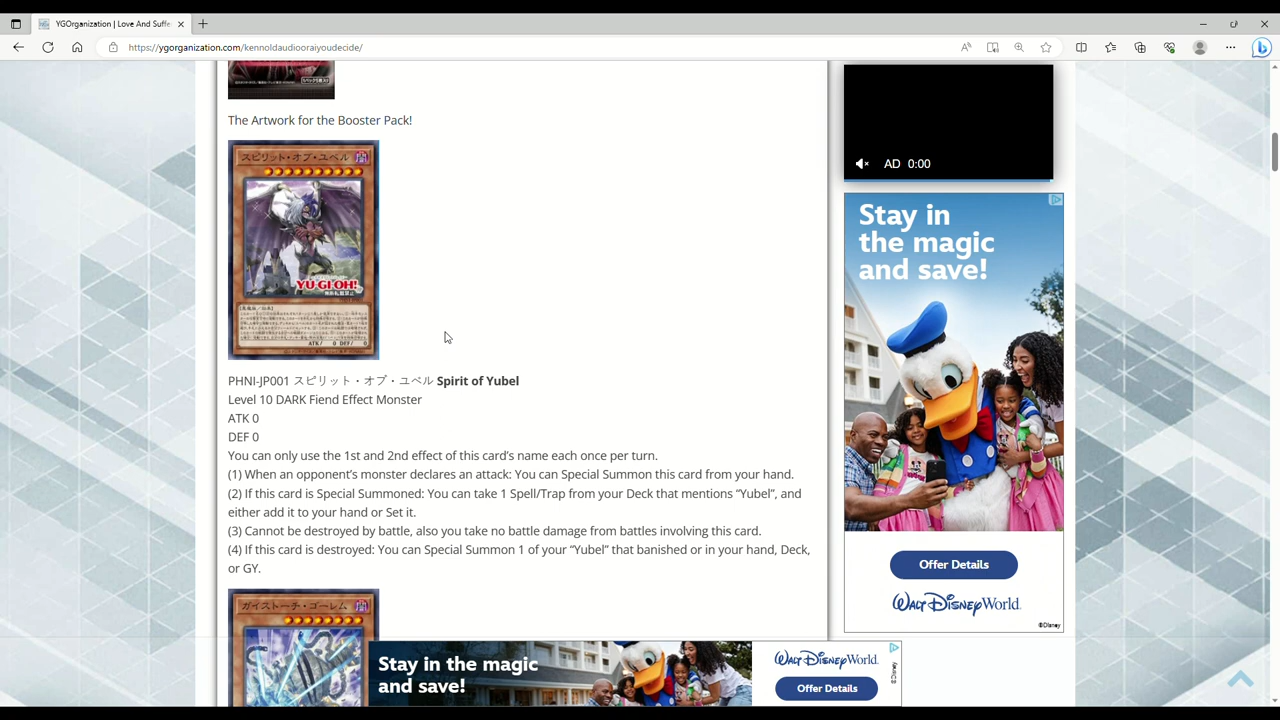 YGOrganization | Love And Suffe
https://ygorganization.com/kennoldaudiooraiyoudecide/
The Artwork for the Booster Pack!
スピリット・オブ・ユベル
YU-GI-OH!
ATK/ 0 DEF/ 0
PHNI-JP001 スピリット・オブ・ユベル Spirit of Yubel
Level 10 DARK Fiend Effect Monster
ATK 0
DEF 0
You can only use the 1st and 2nd effect of this card’s name each once per turn.
(1) When an opponent’s monster declares an attack: You can Special Summon this card from your hand.
(2) If this card is Special Summoned: You can take 1 Spell/Trap from your Deck that mentions “Yubel”, and
either add it to your hand or Set it.
(3) Cannot be destroyed by battle, also you take no battle damage from battles involving this card.
(4) If this card is destroyed: You can Special Summon 1 of your “Yubel” that banished or in your hand, Deck,
or GY.
ガイストーチ・ゴーレム
AD 0:00
Stay in
the magic
and save!
Offer Details
WALT DISNEY World.
©Disney
Stay in the magic
and save!
WALT DISNEY World.
Offer Details
©DISNEY